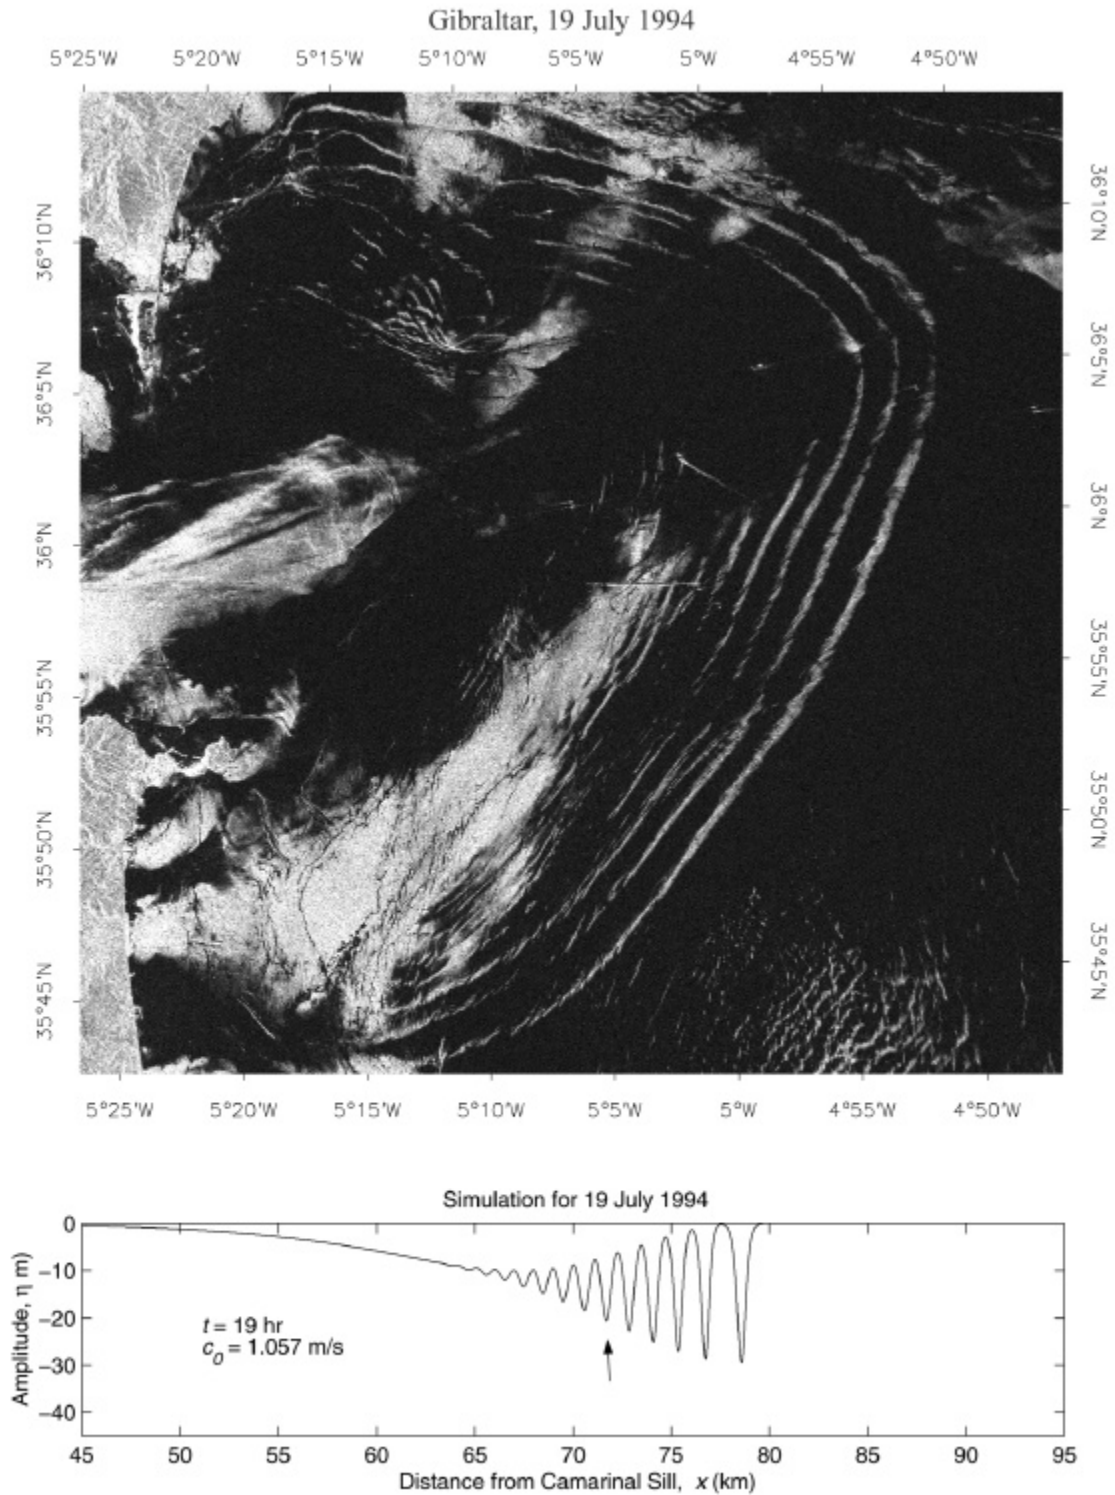 Gibraltar, 19 July 1994
5°25'W 5°20'W 5°15'W 5°10'W 5°5'W 5°W 4°55'W 4°50'W
36°10'N
36°5'N
36°N
35°55'N
35°50'N
35°45'N
36°10'N
36°5'N
36°N
35°55'N
35°50'N
35°45'N
5°25'W 5°20'W 5°15'W 5°10'W 5°5'W 5°W 4°55'W 4°50'W
Simulation for 19 July 1994
Amplitude, η m)
0
−10
−20
−30
−40
t = 19 hr
c0 = 1.057 m/s
45 50 55 60 65 70 75 80 85 90 95
Distance from Camarinal Sill, x (km)